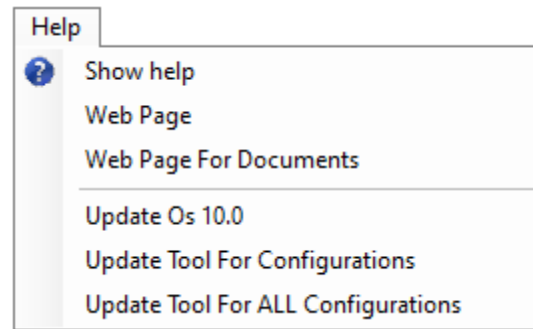 Help
Show help
Web Page
Web Page For Documents
Update Os 10.0
Update Tool For Configurations
Update Tool For ALL Configurations